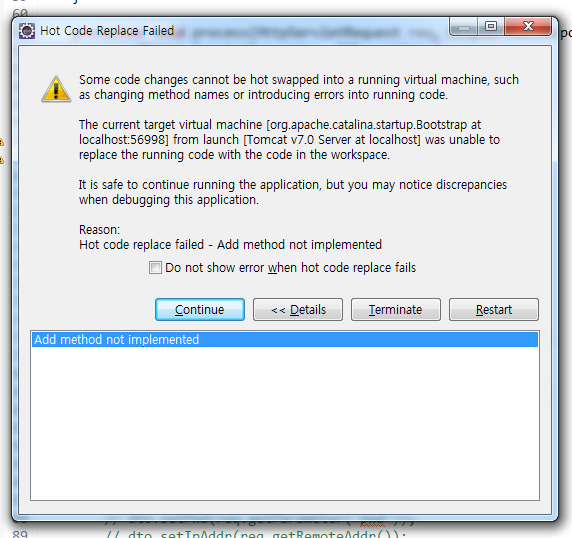 Hot Code Replace Failed
Some code changes cannot be hot swapped into a running virtual machine, such
as changing method names or introducing errors into running code.
The current target virtual machine [org.apache.catalina.startup.Bootstrap at
localhost:56998] from launch [Tomcat v7.0 Server at localhost] was unable to
replace the running code with the code in the workspace.
It is safe to continue running the application, but you may notice discrepancies
when debugging this application.
Reason:
Hot code replace failed - Add method not implemented
Do not show error when hot code replace fails
Continue
<< Details
Terminate
Restart
Add method not implemented
89 // dto.setInAddr(req.getRemoteAddr());